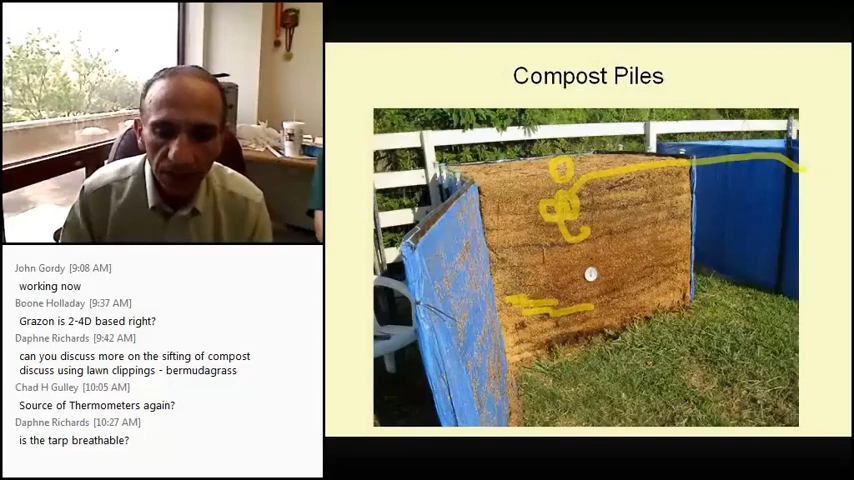 Compost Piles
John Gordy [9:08 AM]
working now
Boone Holladay [9:37 AM]
Grazon is 2-4D based right?
Daphne Richards [9:42 AM]
can you discuss more on the sifting of compost
discuss using lawn clippings - bermudagrass
Chad H Gulley [10:05 AM]
Source of Thermometers again?
Daphne Richards [10:27 AM]
is the tarp breathable?